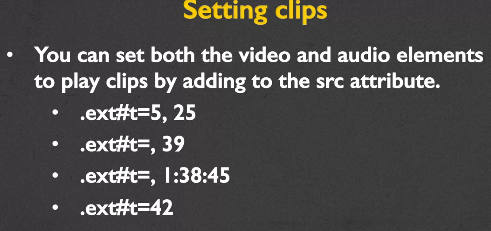 Setting clips
• You can set both the video and audio elements
to play clips by adding to the src attribute.
• .ext#t=5, 25
• .ext#t=, 39
• .ext#t=, 1:38:45
• .ext#t=42